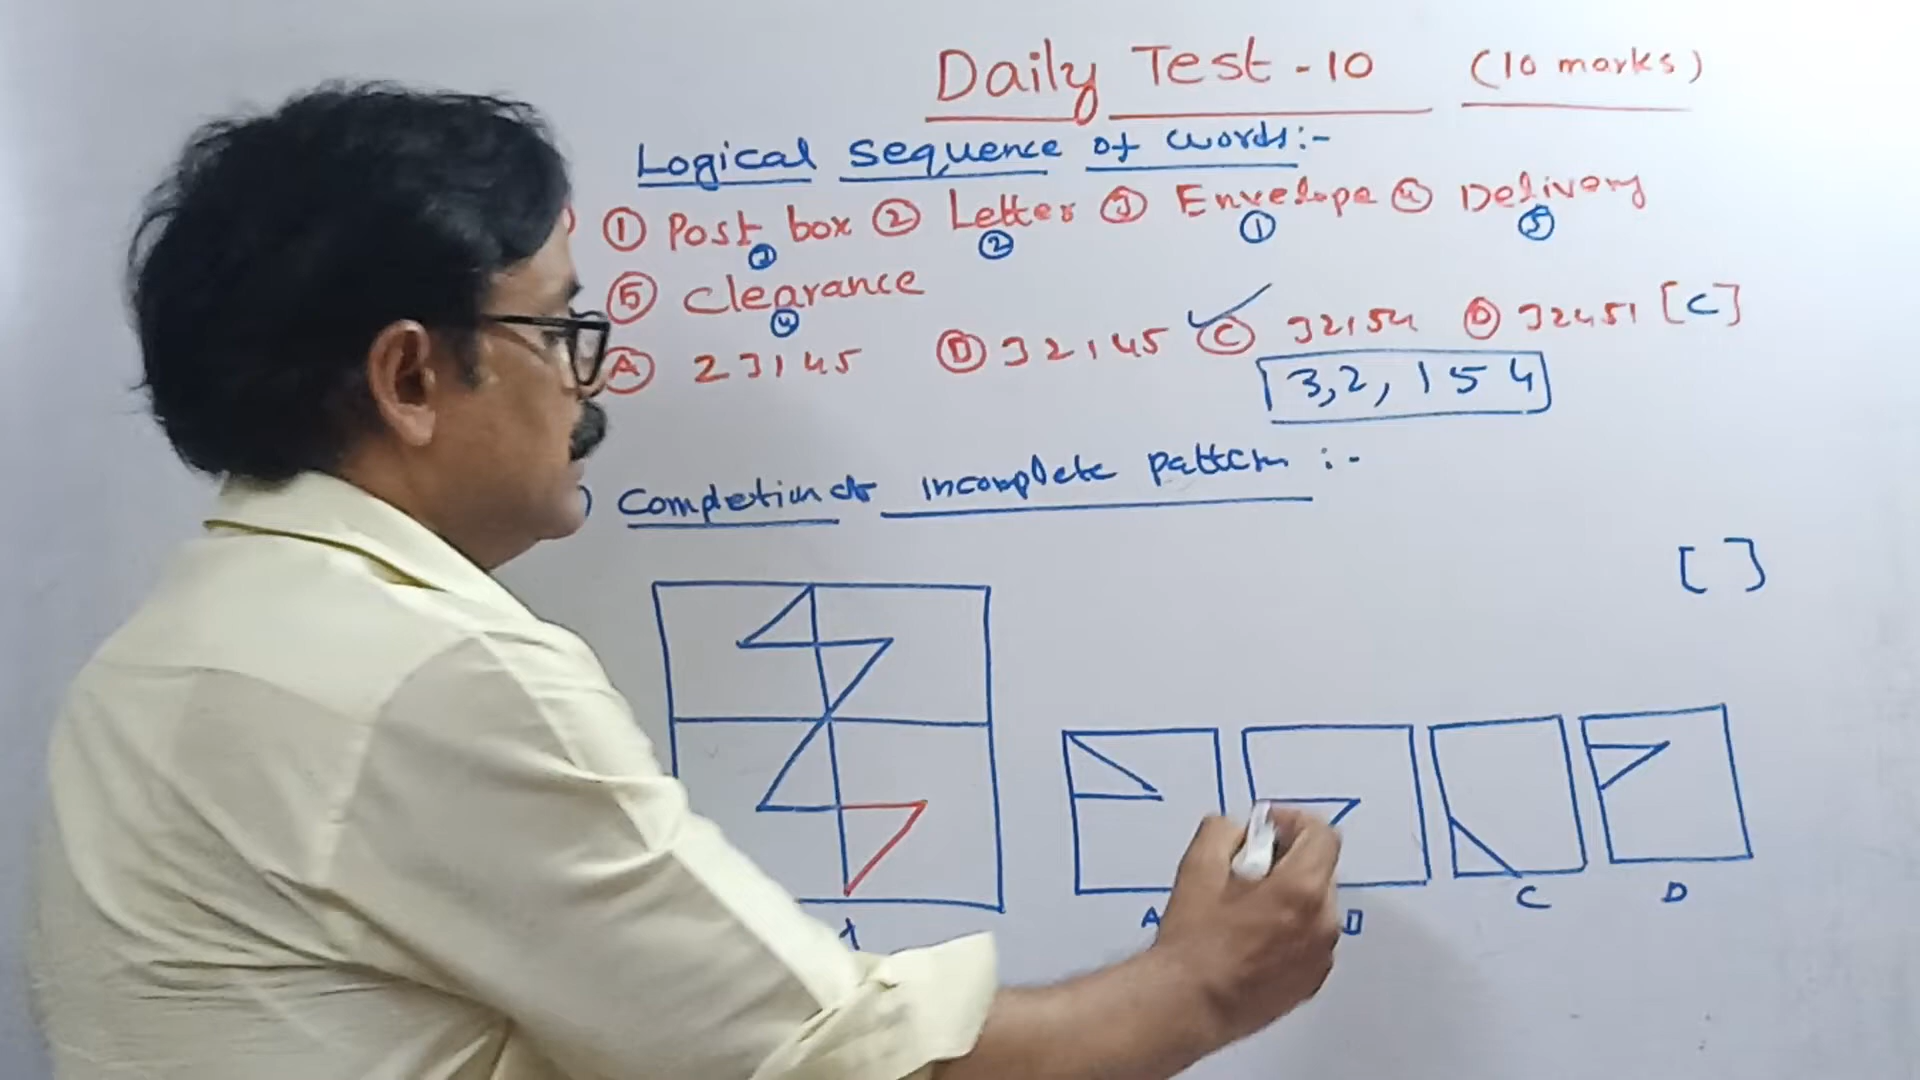 Daily Test - 10 (10 marks)
Logical sequence of words:-
① Post box ② Letter ③ Envelope ④ Delivery
③ ② ① ⑤
⑤ Clearance
④
Ⓐ 23145 Ⓑ 32145 Ⓒ 32154 Ⓓ 32451 [C]
3,2, 1 5 4
) Completion of incomplete pattern :-
[ ]
X
A B C D